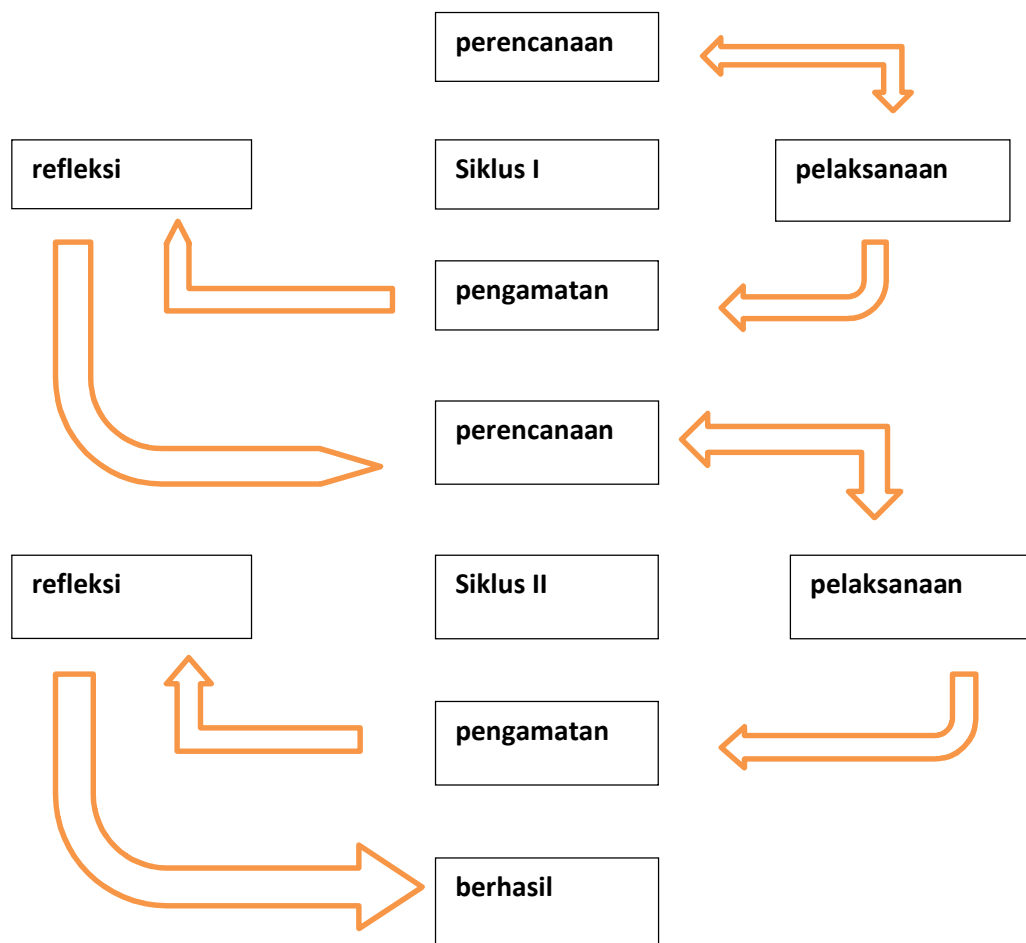 perencanaan
refleksi
Siklus I
pelaksanaan
pengamatan
perencanaan
refleksi
Siklus II
pelaksanaan
pengamatan
berhasil